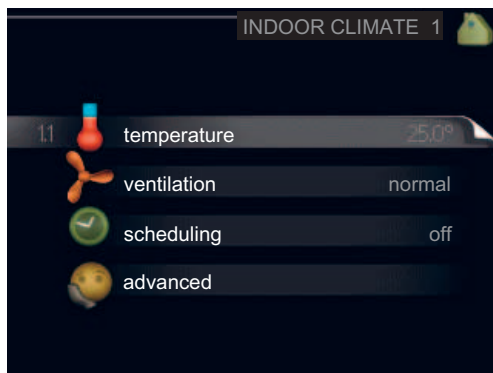 INDOOR CLIMATE 1
1.1 temperature 25.0°
ventilation normal
scheduling off
advanced